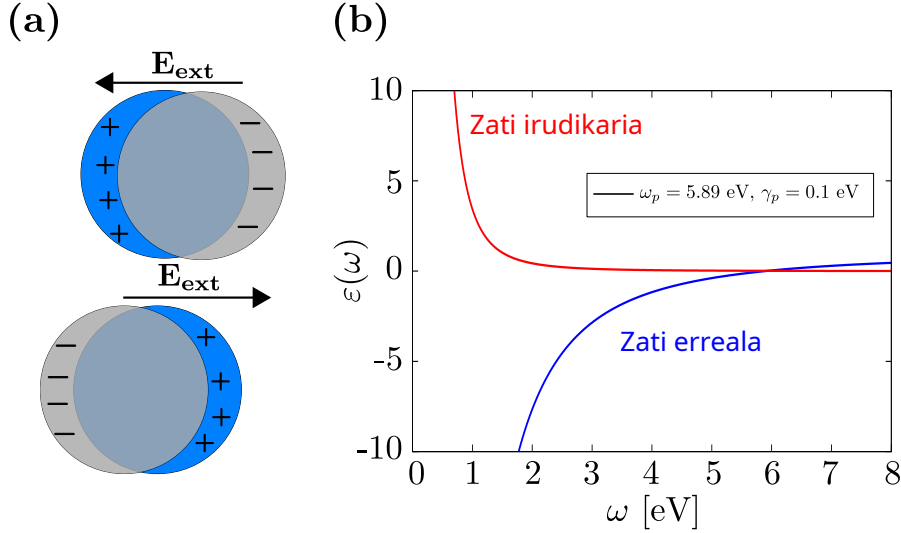 (a)
E_ext
+ −
+ −
+ −
+ −
E_ext
− +
− +
− +
− +
(b)
10
5
0
-5
-10
ε(ω)
Zati irudikaria
ω_p = 5.89 eV, γ_p = 0.1 eV
Zati erreala
0 1 2 3 4 5 6 7 8
ω [eV]